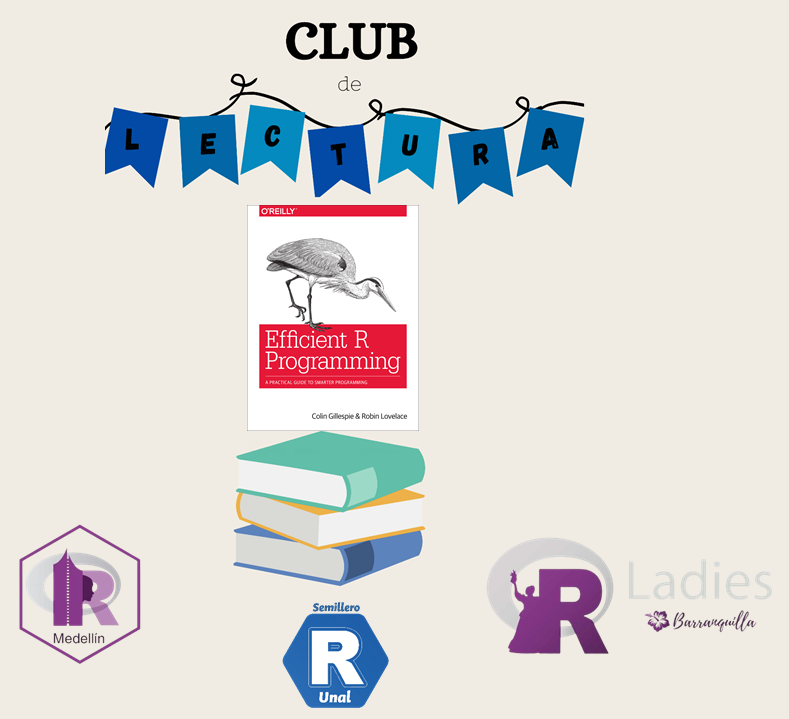 CLUB
de
LECTURA
O'REILLY
Efficient R
Programming
A PRACTICAL GUIDE TO SMARTER PROGRAMMING
Colin Gillespie & Robin Lovelace
R
Medellín
Semillero
R
Unal
R Ladies
Barranquilla